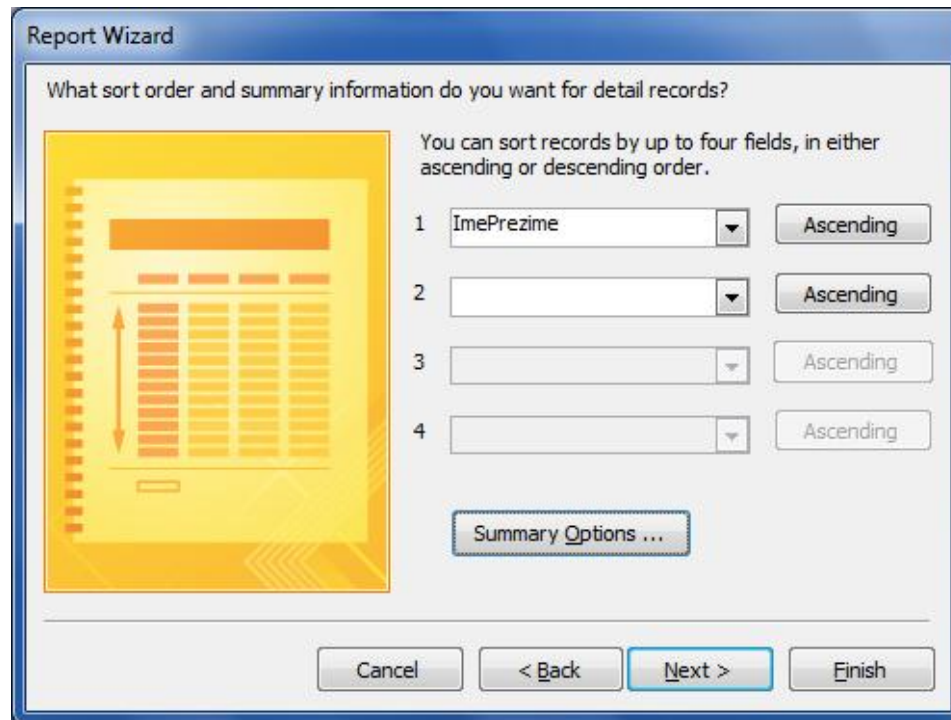 Report Wizard
What sort order and summary information do you want for detail records?
You can sort records by up to four fields, in either
ascending or descending order.
1 ImePrezime Ascending
2 Ascending
3 Ascending
4 Ascending
Summary Options ...
Cancel < Back Next > Finish